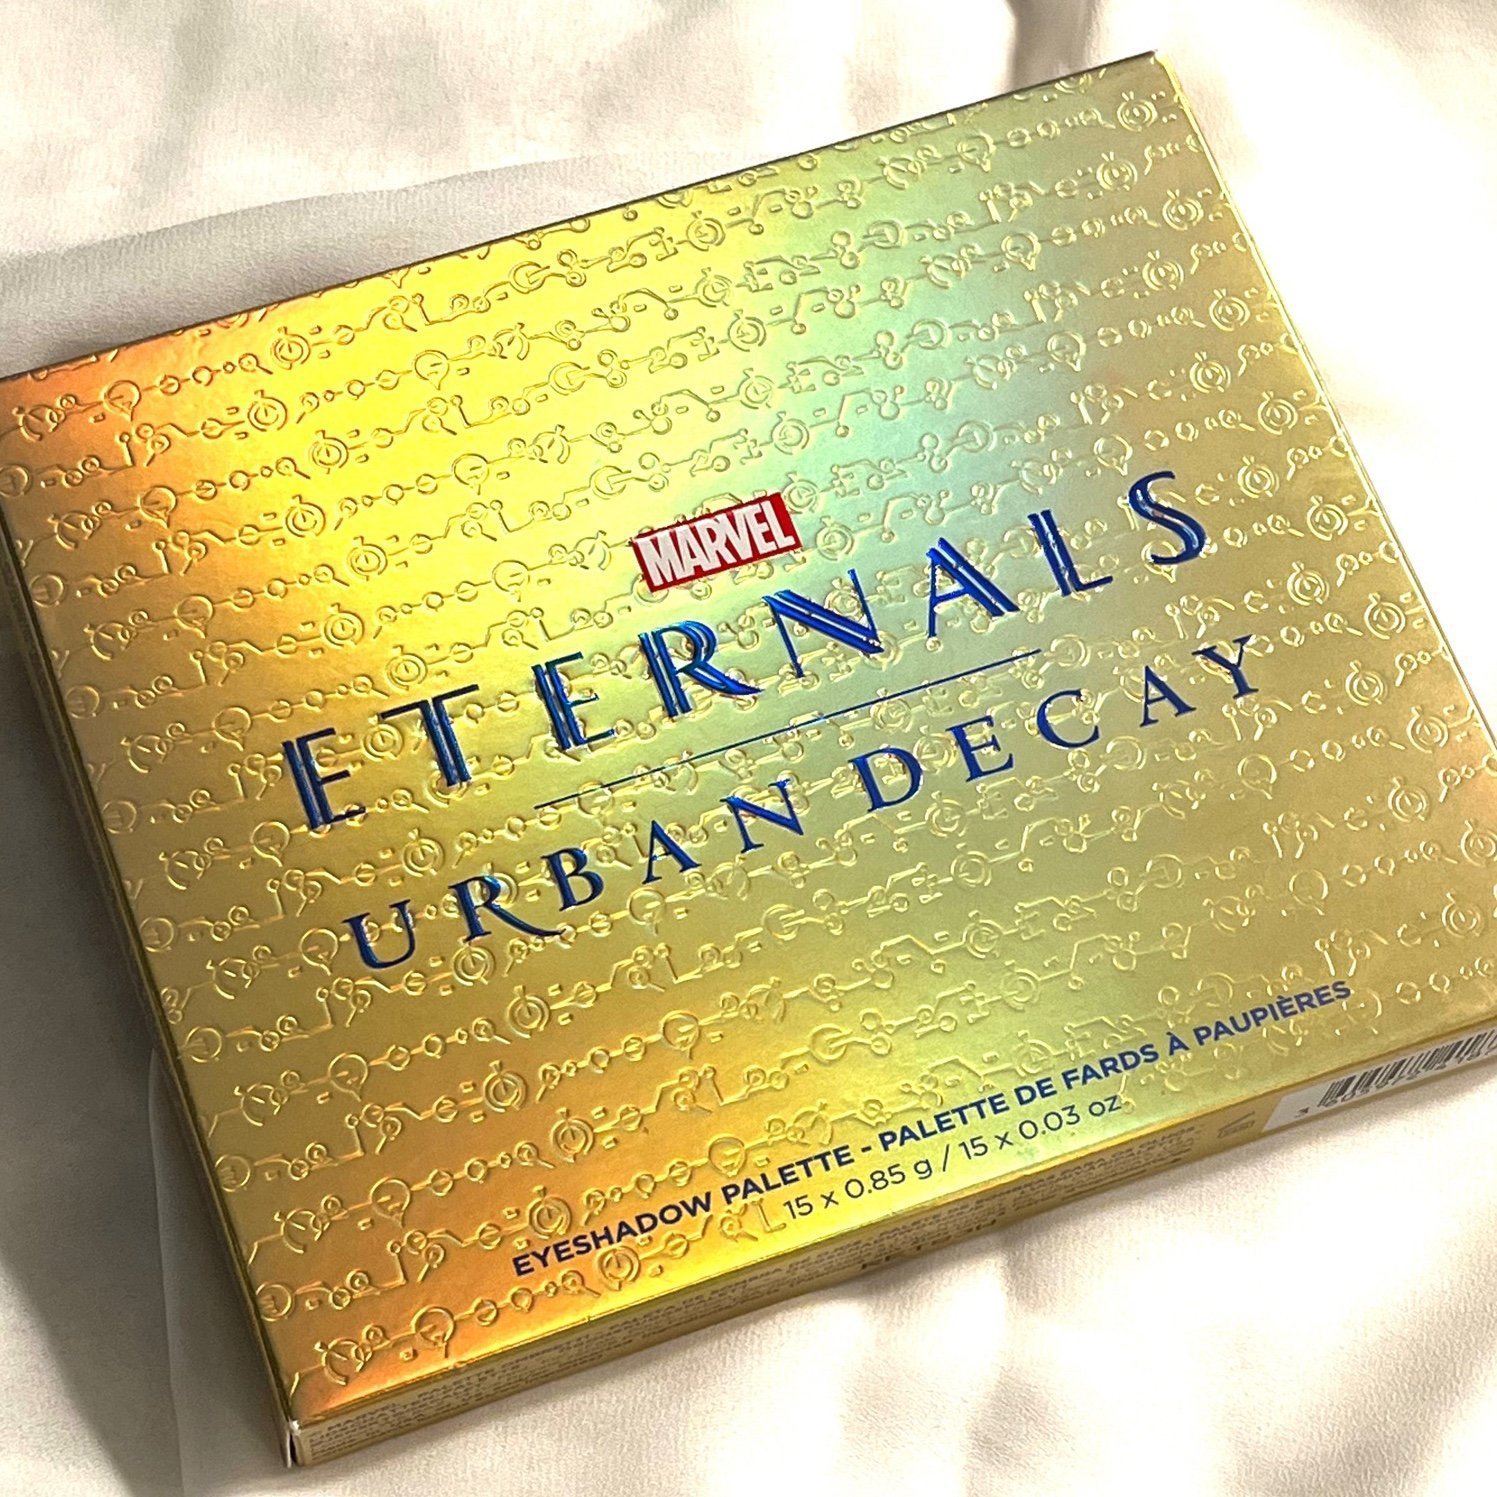 MARVEL
ETERNALS
URBAN DECAY
EYESHADOW PALETTE - PALETTE DE FARDS À PAUPIÈRES
15 x 0.85 g / 15 x 0.03 oz.